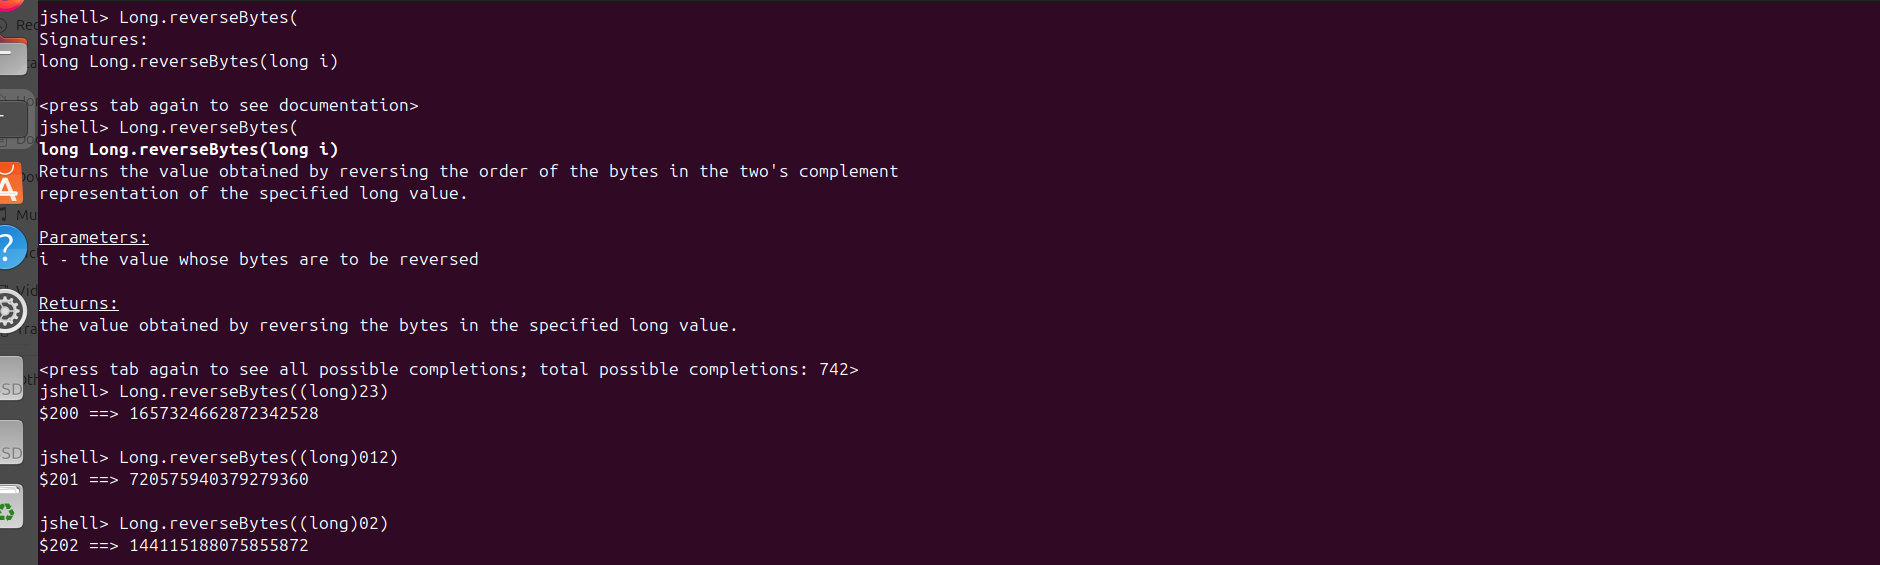 jshell> Long.reverseBytes(
Signatures:
long Long.reverseBytes(long i)
<press tab again to see documentation>
jshell> Long.reverseBytes(
long Long.reverseBytes(long i)
Returns the value obtained by reversing the order of the bytes in the two's complement
representation of the specified long value.
Parameters:
i - the value whose bytes are to be reversed
Returns:
the value obtained by reversing the bytes in the specified long value.
<press tab again to see all possible completions; total possible completions: 742>
jshell> Long.reverseBytes((long)23)
$200 ==> 1657324662872342528
jshell> Long.reverseBytes((long)012)
$201 ==> 720575940379279360
jshell> Long.reverseBytes((long)02)
$202 ==> 144115188075855872